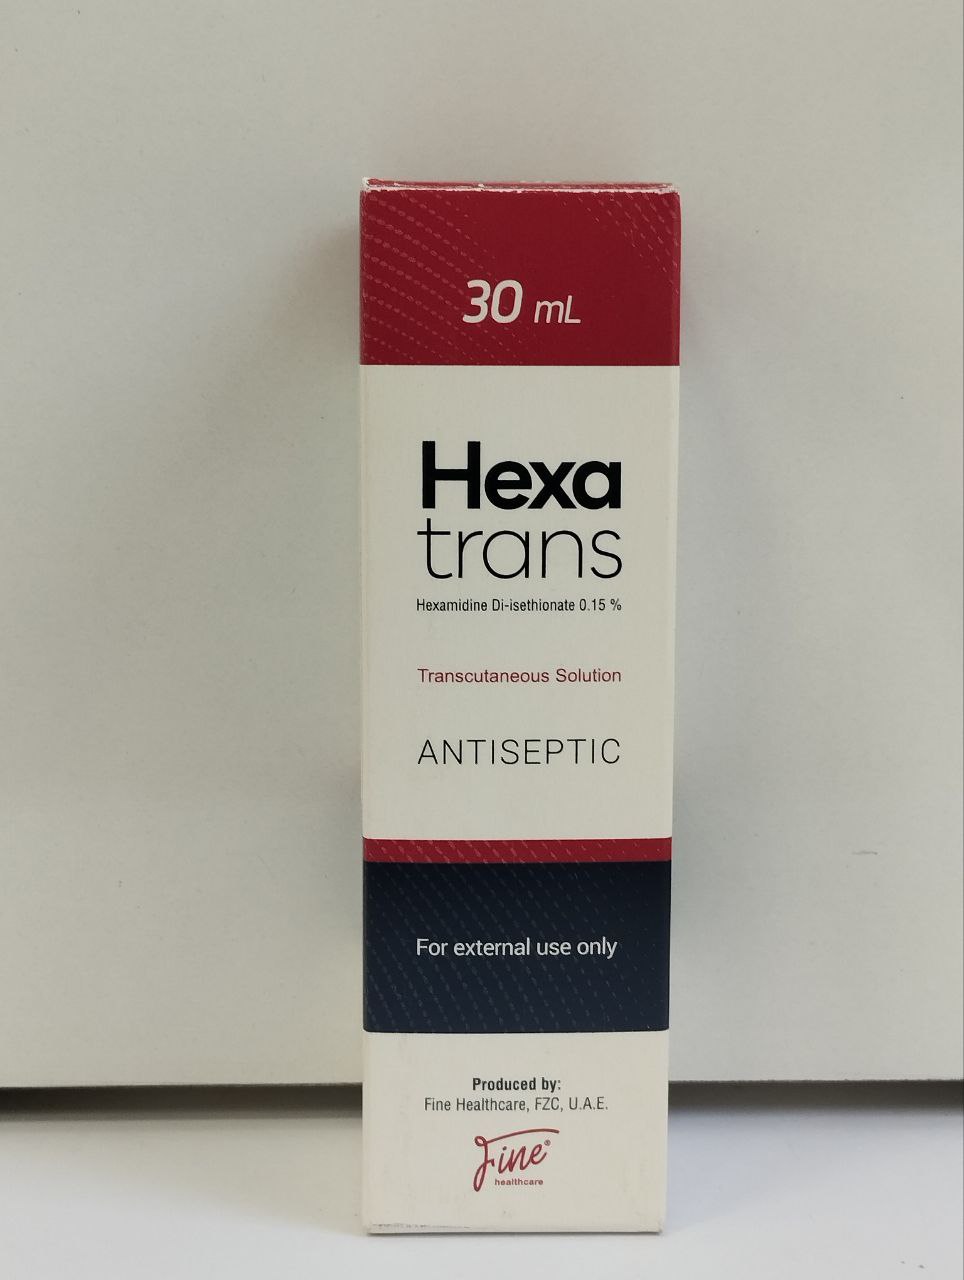 30 mL
Hexa
trans
Hexamidine Di-isethionate 0.15 %
Transcutaneous Solution
ANTISEPTIC
For external use only
Produced by:
Fine Healthcare, FZC, U.A.E.
Fine®
healthcare